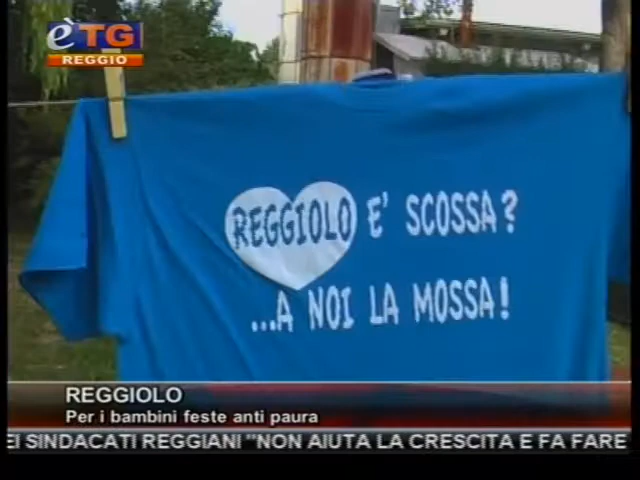 èTG
REGGIO
REGGIOLO E' SCOSSA?
...A NOI LA MOSSA!
REGGIOLO
Per i bambini feste anti paura
EI SINDACATI REGGIANI "NON AIUTA LA CRESCITA E FA FARE